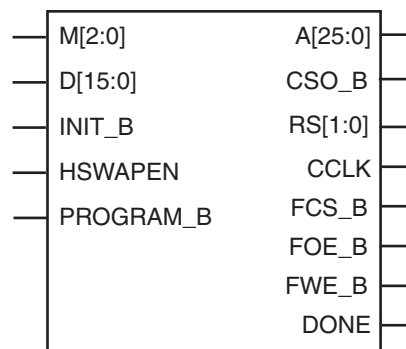 M[2:0]
D[15:0]
INIT_B
HSWAPEN
PROGRAM_B
A[25:0]
CSO_B
RS[1:0]
CCLK
FCS_B
FOE_B
FWE_B
DONE